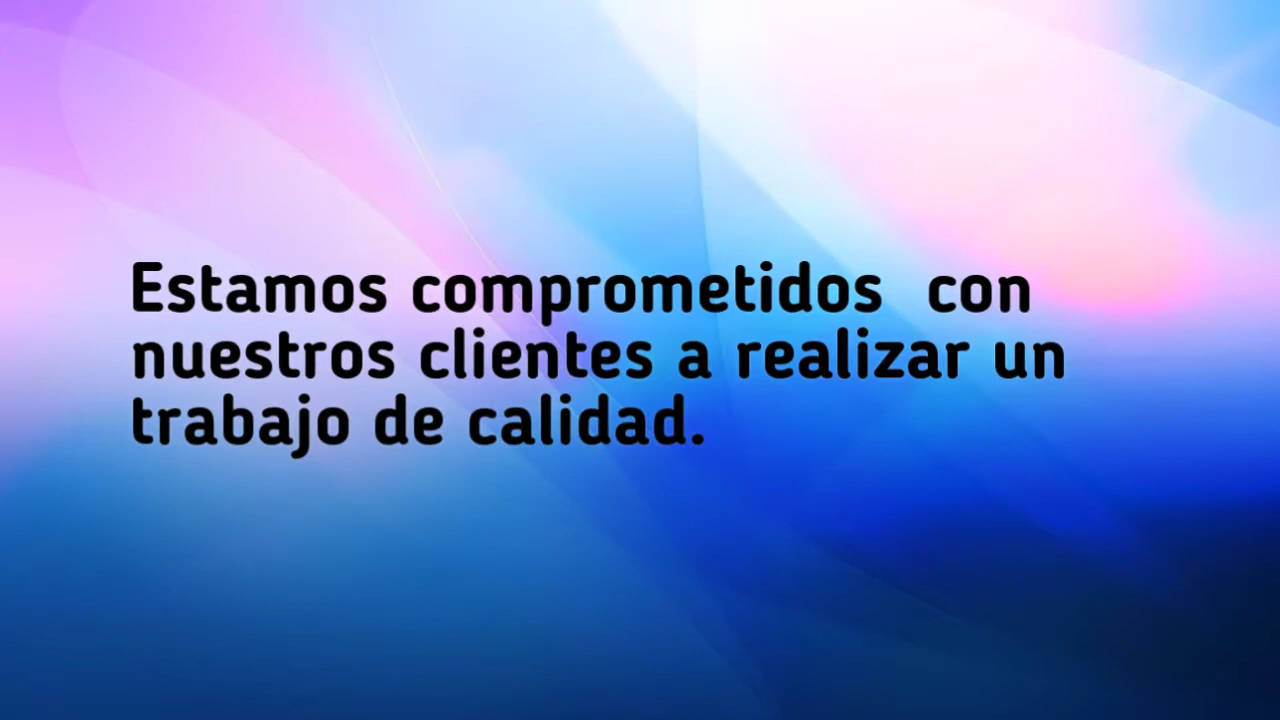 Estamos comprometidos  con
nuestros clientes a realizar un
trabajo de calidad.